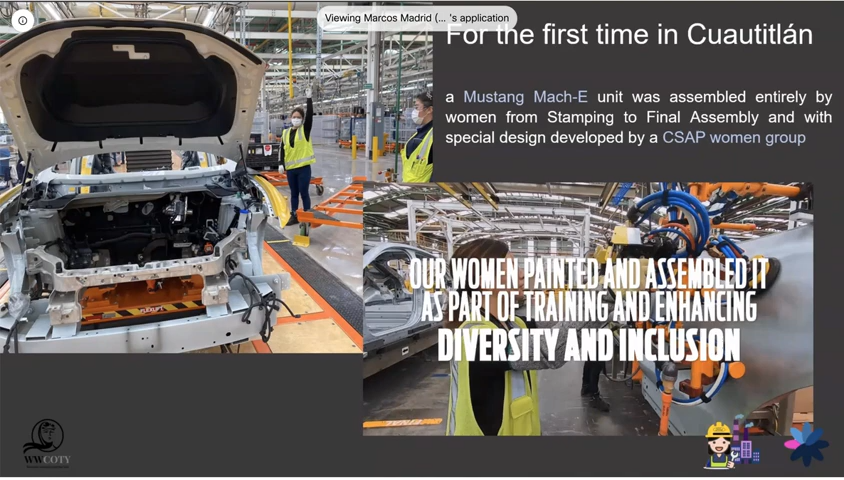 Viewing Marcos Madrid (... 's application
For the first time in Cuautitlán
a Mustang Mach-E unit was assembled entirely by
women from Stamping to Final Assembly and with
special design developed by a CSAP women group
OUR WOMEN PAINTED AND ASSEMBLED IT
AS PART OF TRAINING AND ENHANCING
DIVERSITY AND INCLUSION
WWCOTY